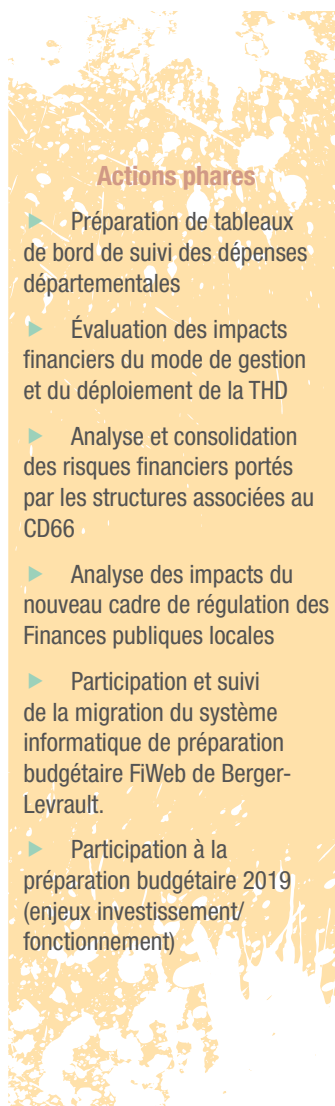 Actions phares
► Préparation de tableaux
de bord de suivi des dépenses
départementales
► Évaluation des impacts
financiers du mode de gestion
et du déploiement de la THD
► Analyse et consolidation
des risques financiers portés
par les structures associées au
CD66
► Analyse des impacts du
nouveau cadre de régulation des
Finances publiques locales
► Participation et suivi
de la migration du système
informatique de préparation
budgétaire FiWeb de Berger-
Levrault.
► Participation à la
préparation budgétaire 2019
(enjeux investissement/
fonctionnement)